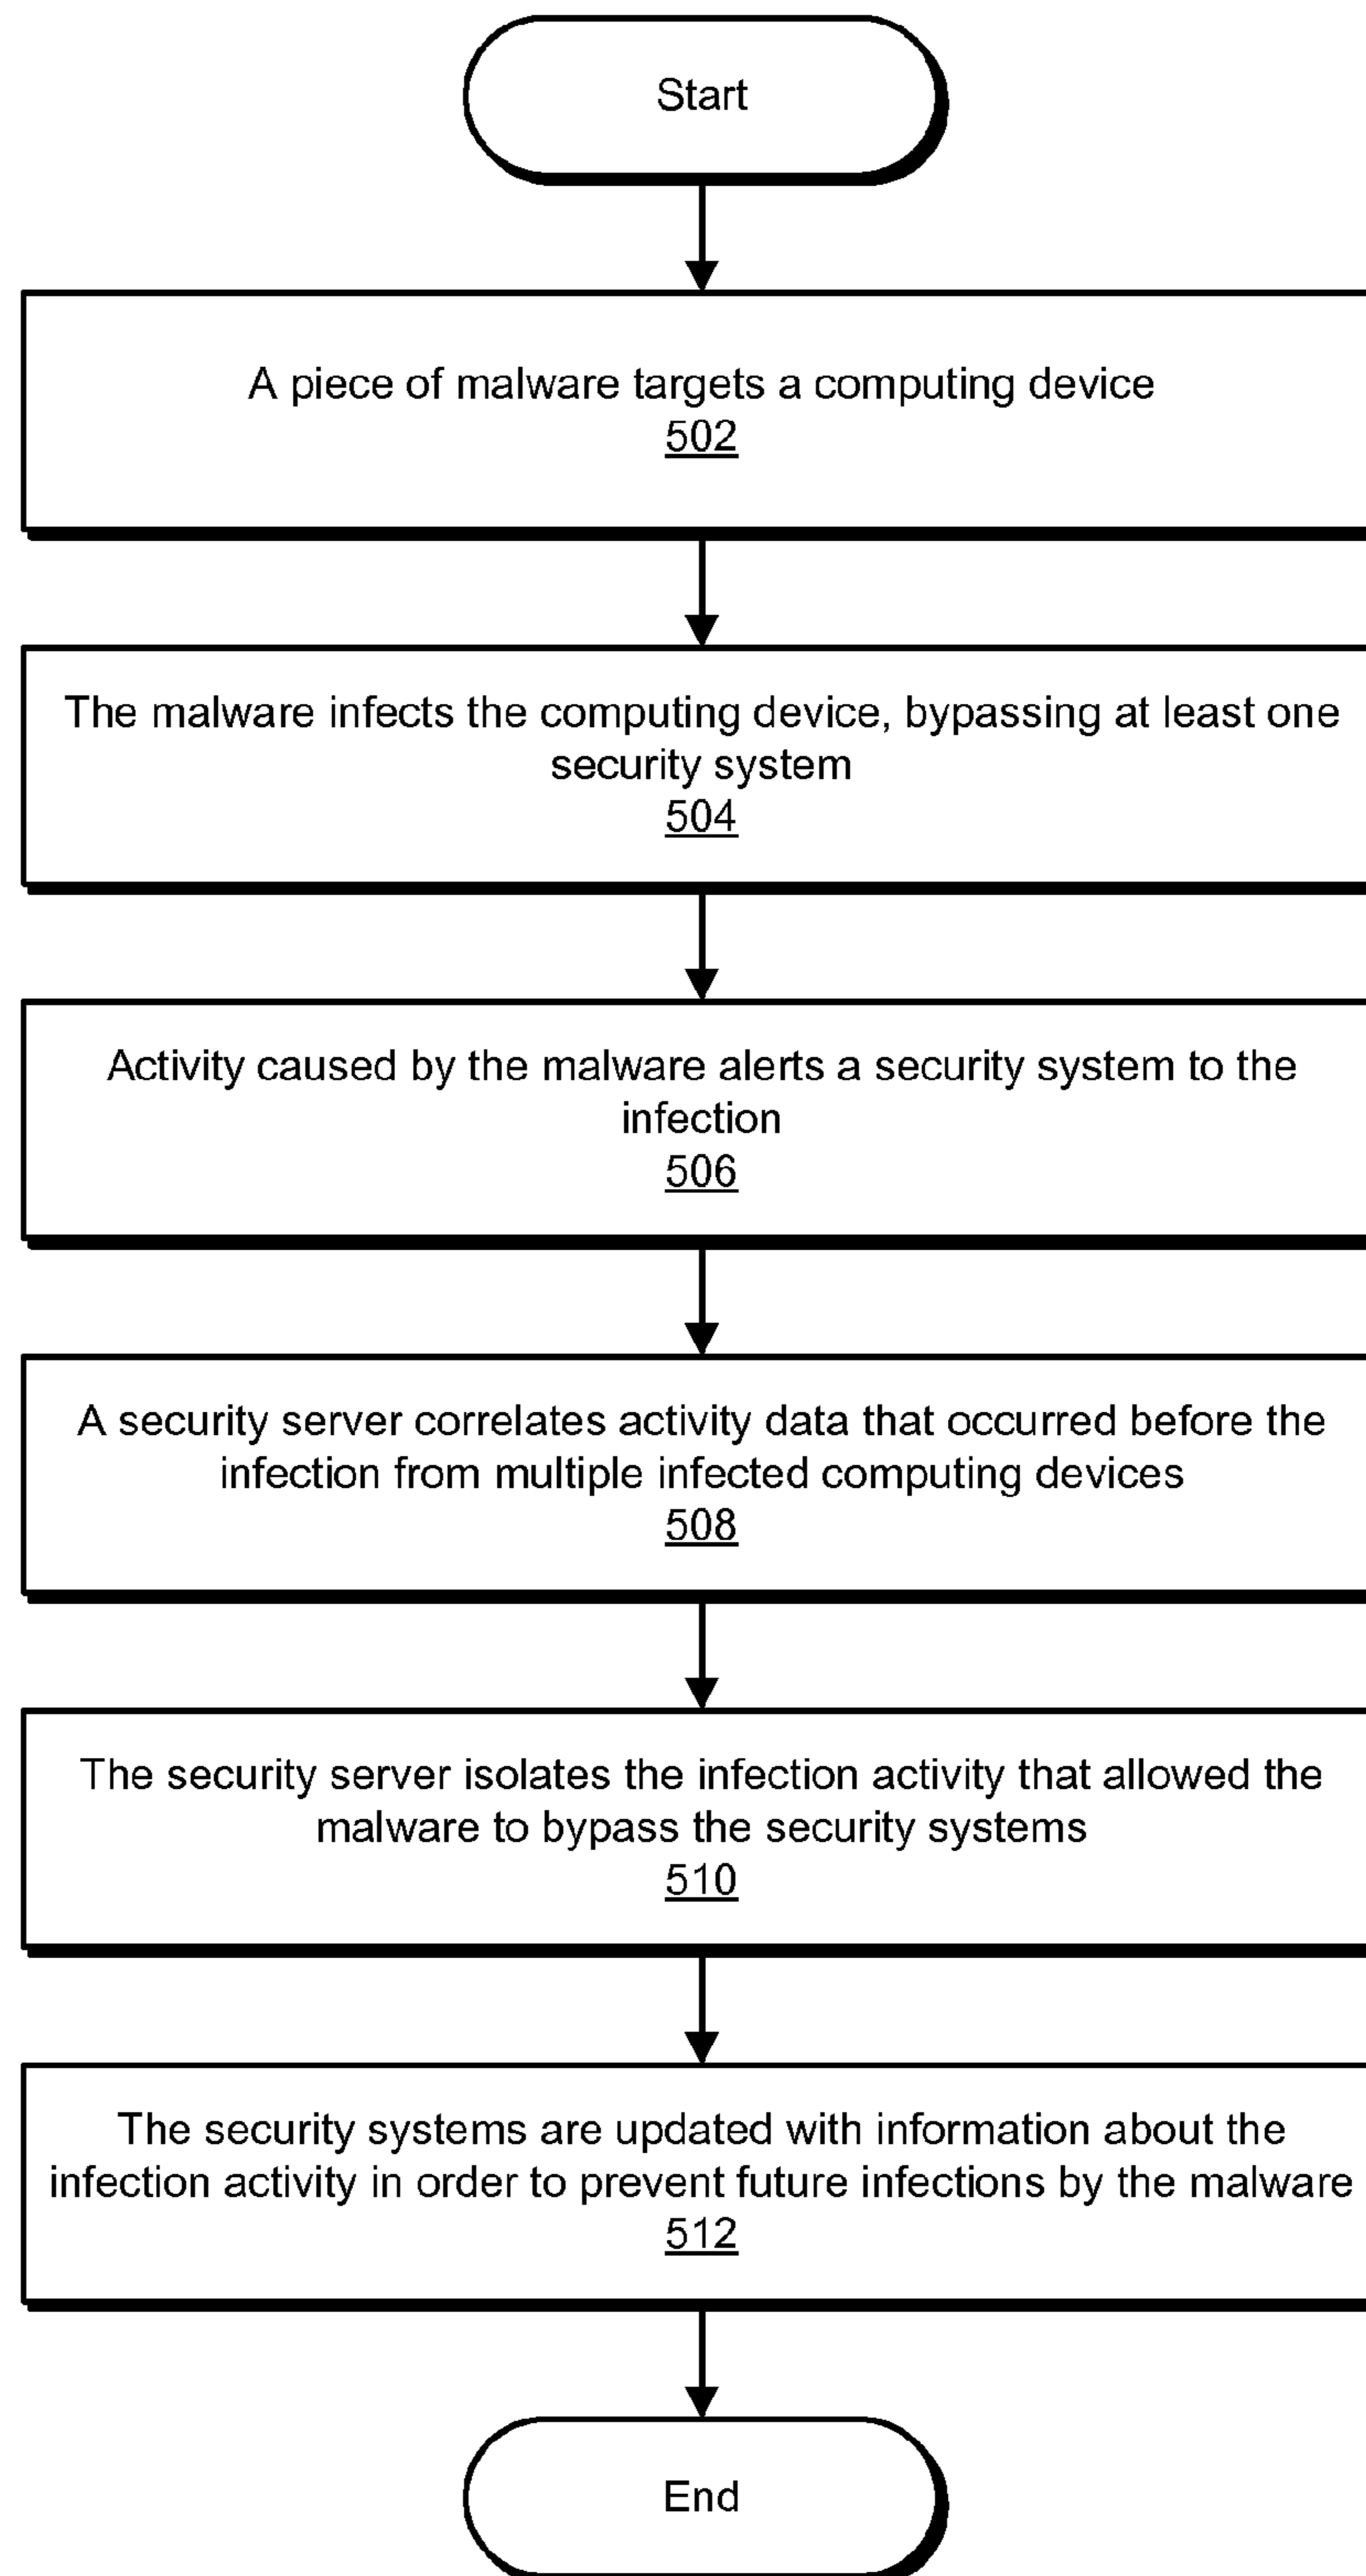 Start
A piece of malware targets a computing device
502
The malware infects the computing device, bypassing at least one
security system
504
Activity caused by the malware alerts a security system to the
infection
506
A security server correlates activity data that occurred before the
infection from multiple infected computing devices
508
The security server isolates the infection activity that allowed the
malware to bypass the security systems
510
The security systems are updated with information about the
infection activity in order to prevent future infections by the malware
512
End